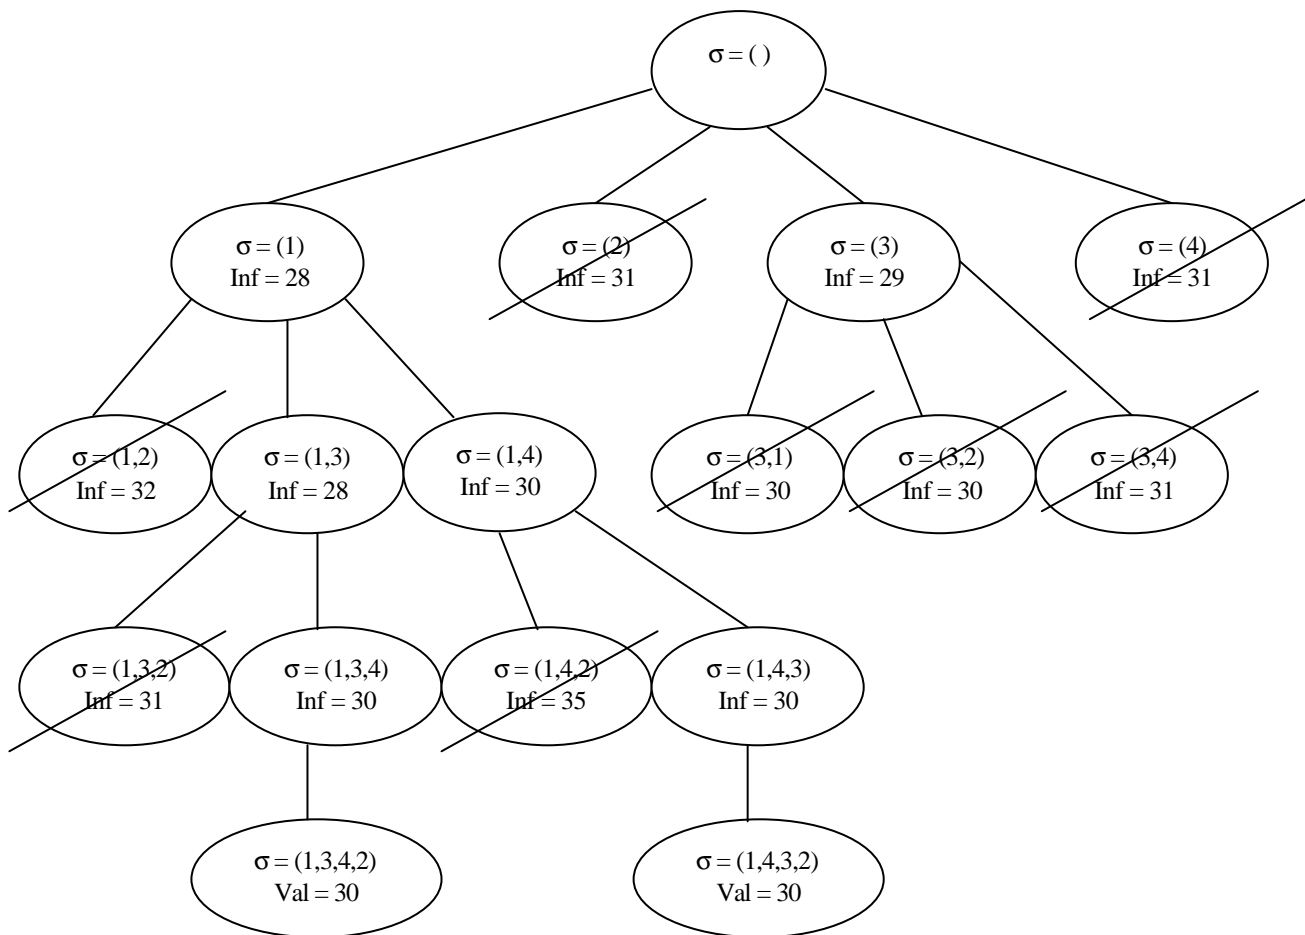 σ = ( )
σ = (1)
Inf = 28
σ = (2)
Inf = 31
σ = (3)
Inf = 29
σ = (4)
Inf = 31
σ = (1,2)
Inf = 32
σ = (1,3)
Inf = 28
σ = (1,4)
Inf = 30
σ = (3,1)
Inf = 30
σ = (3,2)
Inf = 30
σ = (3,4)
Inf = 31
σ = (1,3,2)
Inf = 31
σ = (1,3,4)
Inf = 30
σ = (1,4,2)
Inf = 35
σ = (1,4,3)
Inf = 30
σ = (1,3,4,2)
Val = 30
σ = (1,4,3,2)
Val = 30